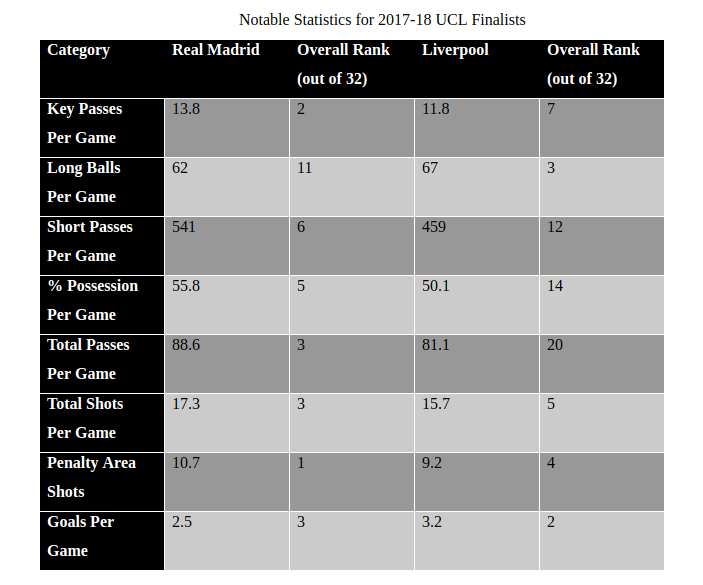 Notable Statistics for 2017-18 UCL Finalists
Category Real Madrid Overall Rank Liverpool Overall Rank
(out of 32) (out of 32)
Key Passes 13.8 2 11.8 7
Per Game
Long Balls 62 11 67 3
Per Game
Short Passes 541 6 459 12
Per Game
% Possession 55.8 5 50.1 14
Per Game
Total Passes 88.6 3 81.1 20
Per Game
Total Shots 17.3 3 15.7 5
Per Game
Penalty Area 10.7 1 9.2 4
Shots
Goals Per 2.5 3 3.2 2
Game